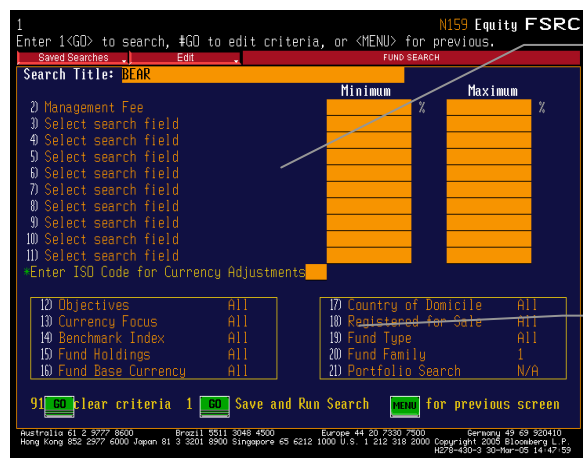 1
N159 Equity FSRC
Enter 1<GO> to search, #GO to edit criteria, or <MENU> for previous.
Saved Searches Edit FUND SEARCH
Search Title: BEAR
Minimum Maximum
2) Management Fee % %
3) Select search field
4) Select search field
5) Select search field
6) Select search field
7) Select search field
8) Select search field
9) Select search field
10) Select search field
11) Select search field
*Enter ISO Code for Currency Adjustments
12) Objectives All
13) Currency Focus All
14) Benchmark Index All
15) Fund Holdings All
16) Fund Base Currency All
17) Country of Domicile All
18) Registered for Sale All
19) Fund Type All
20) Fund Family 1
21) Portfolio Search N/A
91 GO clear criteria 1 GO Save and Run Search MENU for previous screen
Australia 61 2 9777 8600 Brazil 5511 3048 4500 Europe 44 20 7330 7500 Germany 49 69 920410
Hong Kong 852 2977 6000 Japan 81 3 3201 8900 Singapore 65 6212 1000 U.S. 1 212 318 2000 Copyright 2005 Bloomberg L.P.
H278-430-3 30-Mar-05 14:47:59